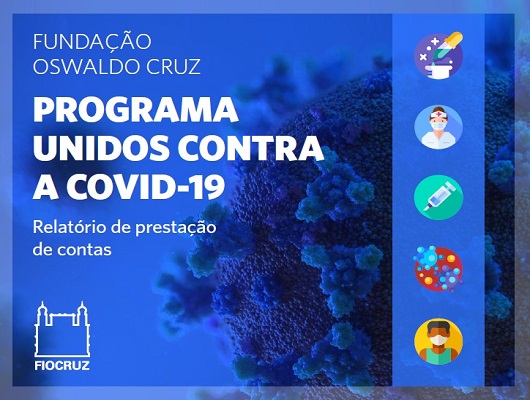 FUNDAÇÃO
OSWALDO CRUZ
PROGRAMA
UNIDOS CONTRA
A COVID-19
Relatório de prestação
de contas
FIOCRUZ